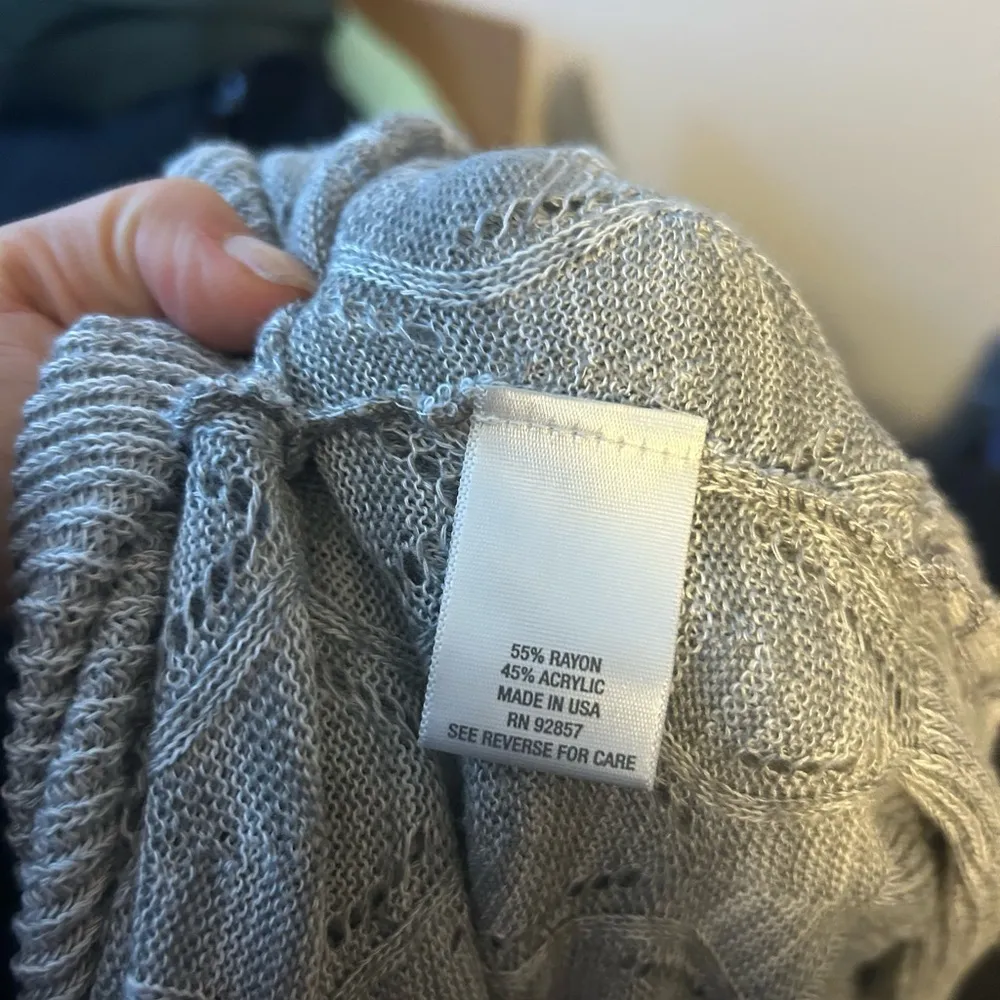 55% RAYON
45% ACRYLIC
MADE IN USA
RN 92857
SEE REVERSE FOR CARE